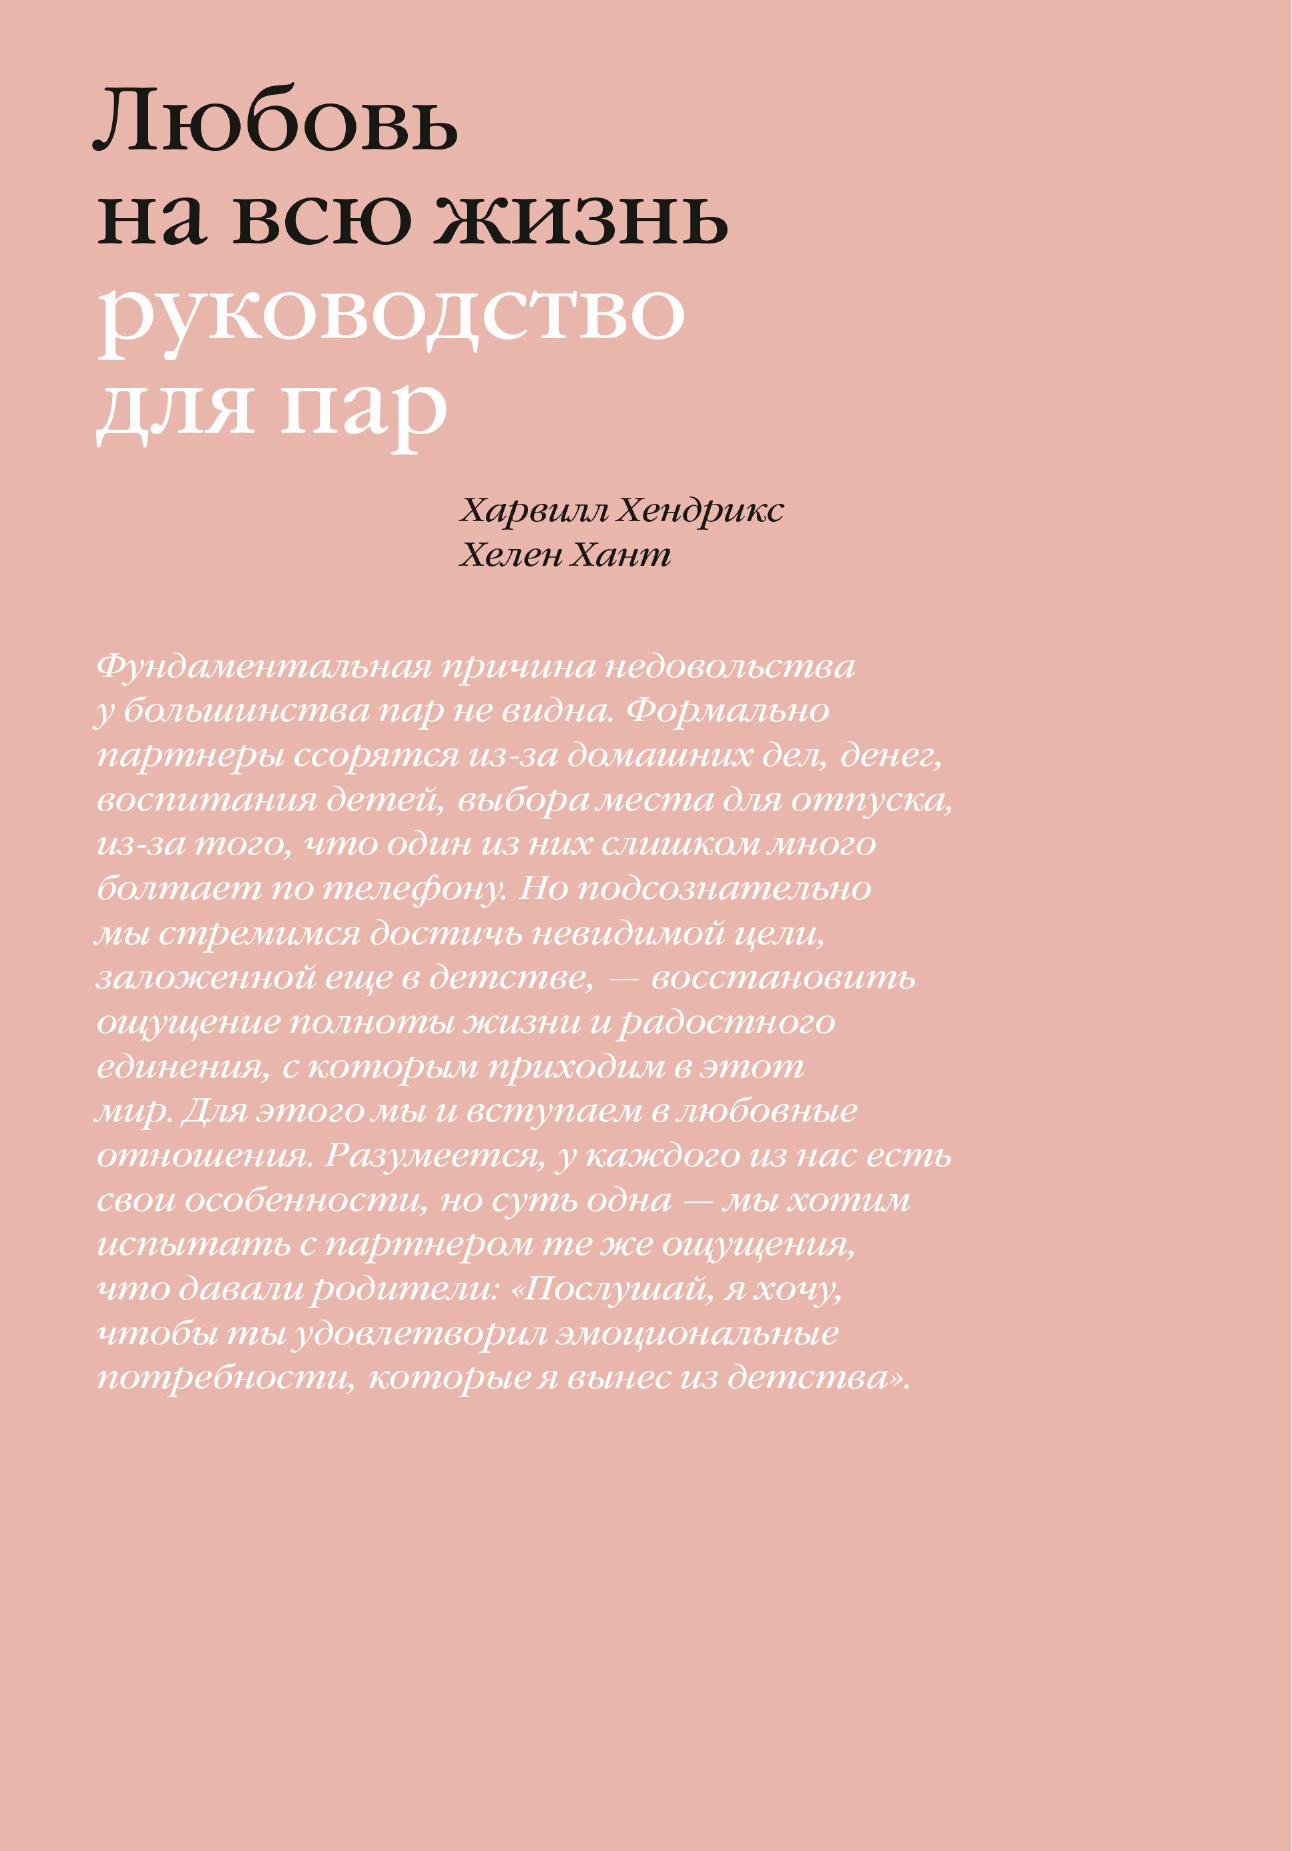 Любовь
на всю жизнь
руководство
для пар
Харвилл Хендрикс
Хелен Хант
Фундаментальная причина недовольства
у большинства пар не видна. Формально
партнеры ссорятся из-за домашних дел, денег,
воспитания детей, выбора места для отпуска,
из-за того, что один из них слишком много
болтает по телефону. Но подсознательно
мы стремимся достичь невидимой цели,
заложенной еще в детстве, — восстановить
ощущение полноты жизни и радостного
единения, с которым приходим в этот
мир. Для этого мы и вступаем в любовные
отношения. Разумеется, у каждого из нас есть
свои особенности, но суть одна — мы хотим
испытать с партнером те же ощущения,
что давали родители: «Послушай, я хочу,
чтобы ты удовлетворил эмоциональные
потребности, которые я вынес из детства».